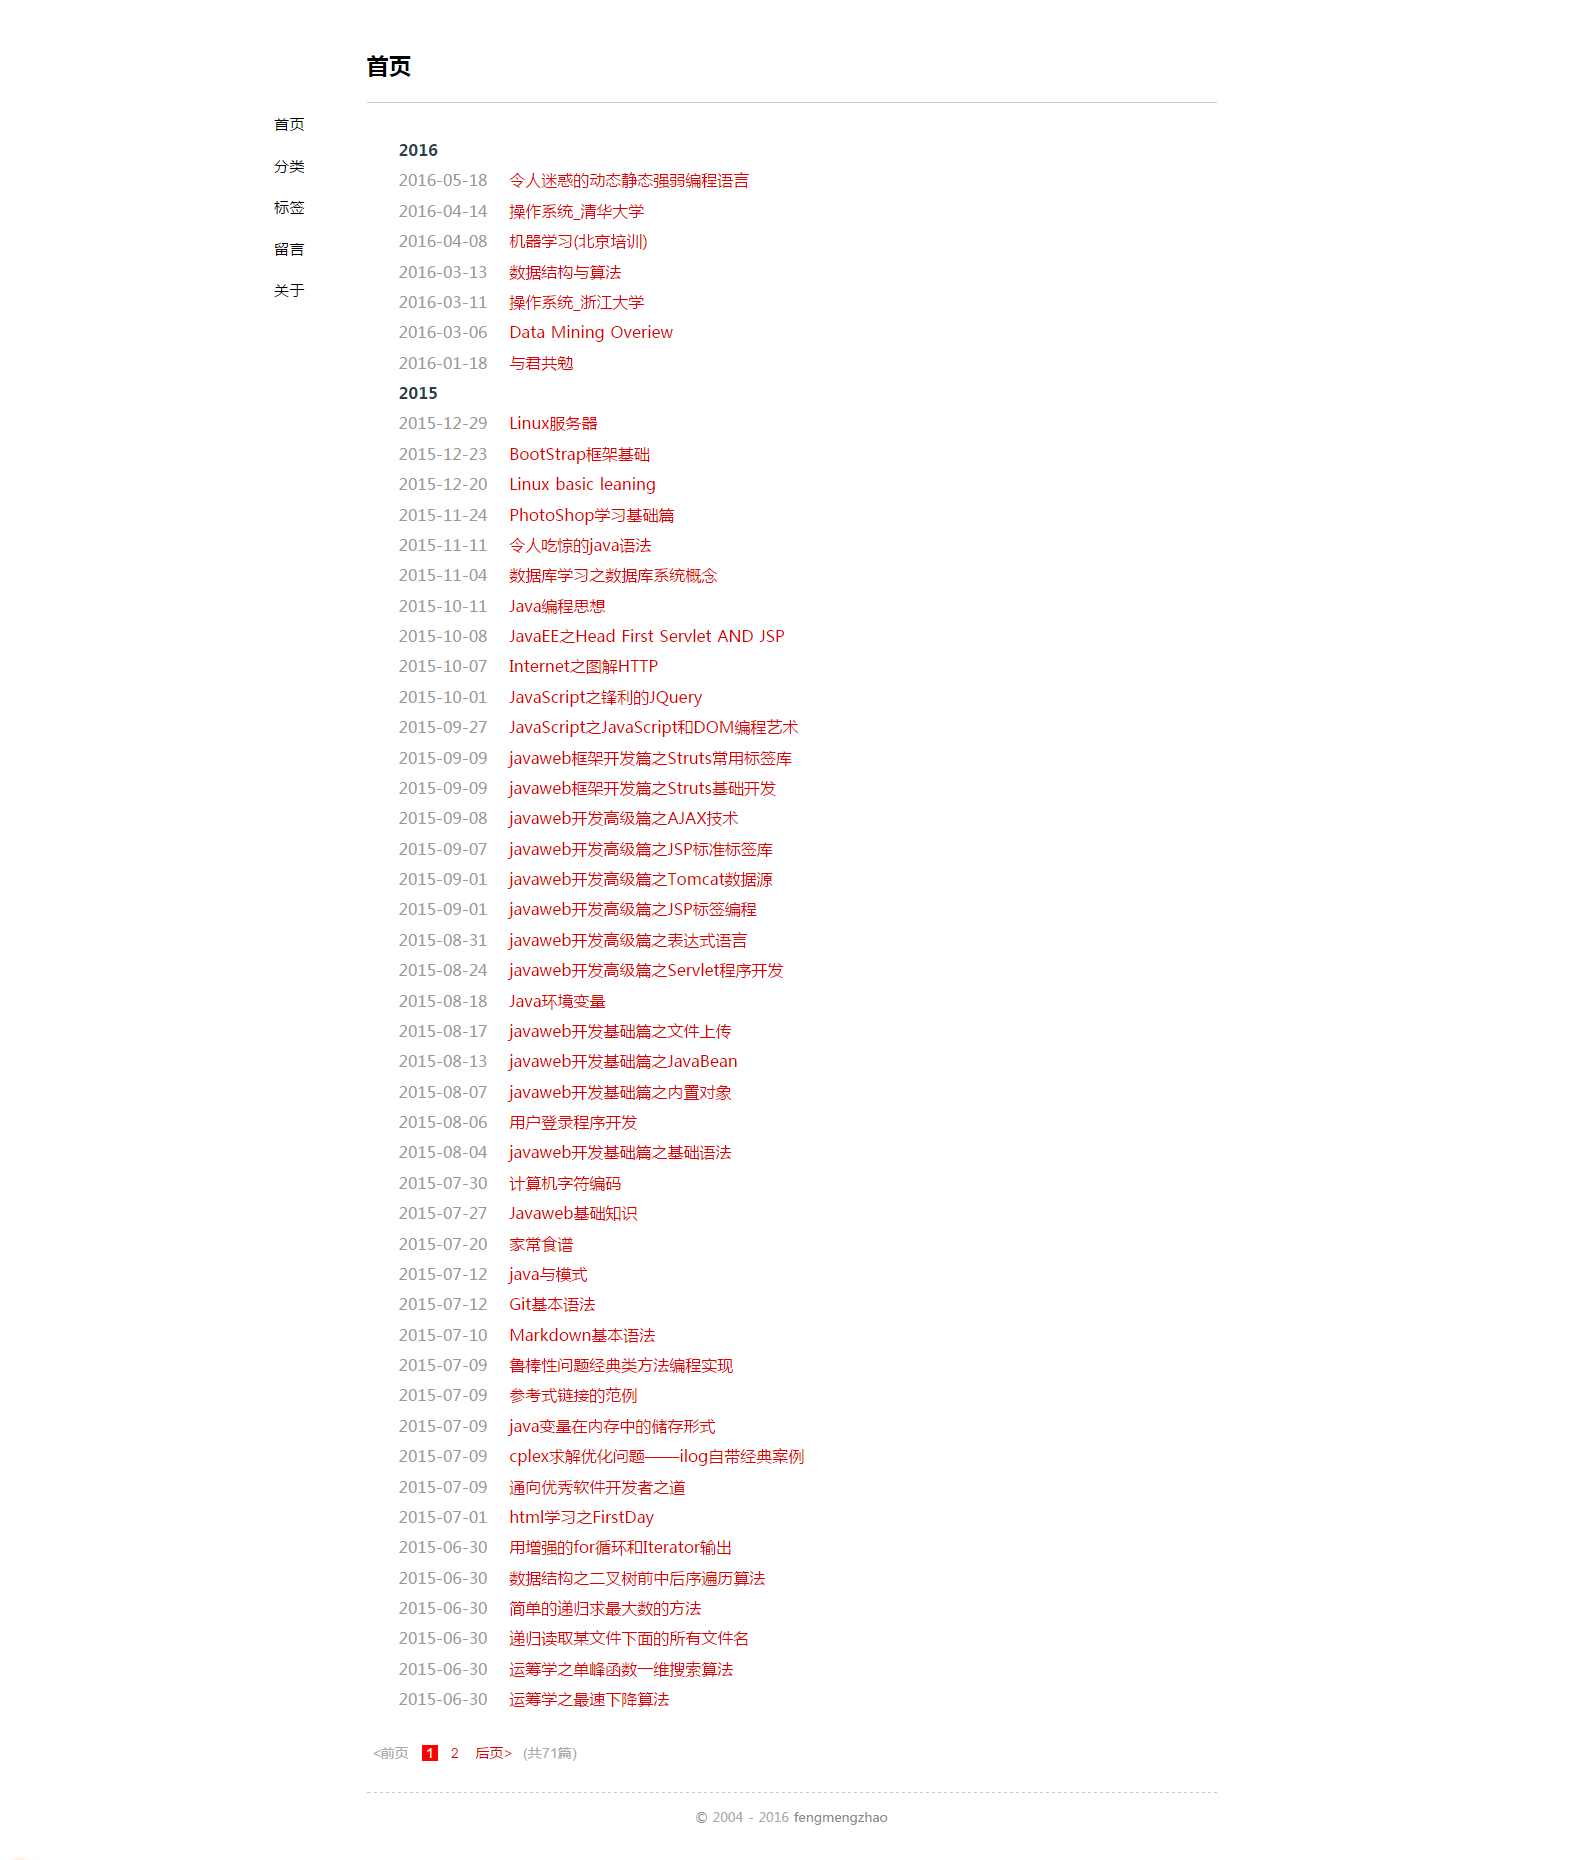 首页
首页
分类
标签
留言
关于
2016
2016-05-18 令人迷惑的动态静态强弱编程语言
2016-04-14 操作系统_清华大学
2016-04-08 机器学习(北京培训)
2016-03-13 数据结构与算法
2016-03-11 操作系统_浙江大学
2016-03-06 Data Mining Overiew
2016-01-18 与君共勉
2015
2015-12-29 Linux服务器
2015-12-23 BootStrap框架基础
2015-12-20 Linux basic leaning
2015-11-24 PhotoShop学习基础篇
2015-11-11 令人吃惊的java语法
2015-11-04 数据库学习之数据库系统概念
2015-10-11 Java编程思想
2015-10-08 JavaEE之Head First Servlet AND JSP
2015-10-07 Internet之图解HTTP
2015-10-01 JavaScript之锋利的JQuery
2015-09-27 JavaScript之JavaScript和DOM编程艺术
2015-09-09 javaweb框架开发篇之Struts常用标签库
2015-09-09 javaweb框架开发篇之Struts基础开发
2015-09-08 javaweb开发高级篇之AJAX技术
2015-09-07 javaweb开发高级篇之JSP标准标签库
2015-09-01 javaweb开发高级篇之Tomcat数据源
2015-09-01 javaweb开发高级篇之JSP标签编程
2015-08-31 javaweb开发高级篇之表达式语言
2015-08-24 javaweb开发高级篇之Servlet程序开发
2015-08-18 Java环境变量
2015-08-17 javaweb开发基础篇之文件上传
2015-08-13 javaweb开发基础篇之JavaBean
2015-08-07 javaweb开发基础篇之内置对象
2015-08-06 用户登录程序开发
2015-08-04 javaweb开发基础篇之基础语法
2015-07-30 计算机字符编码
2015-07-27 Javaweb基础知识
2015-07-20 家常食谱
2015-07-12 java与模式
2015-07-12 Git基本语法
2015-07-10 Markdown基本语法
2015-07-09 鲁棒性问题经典类方法编程实现
2015-07-09 参考式链接的范例
2015-07-09 java变量在内存中的储存形式
2015-07-09 cplex求解优化问题——ilog自带经典案例
2015-07-09 通向优秀软件开发者之道
2015-07-01 html学习之FirstDay
2015-06-30 用增强的for循环和Iterator输出
2015-06-30 数据结构之二叉树前中后序遍历算法
2015-06-30 简单的递归求最大数的方法
2015-06-30 递归读取某文件下面的所有文件名
2015-06-30 运筹学之单峰函数一维搜索算法
2015-06-30 运筹学之最速下降算法
<前页 1 2 后页> (共71篇)
© 2004 - 2016 fengmengzhao